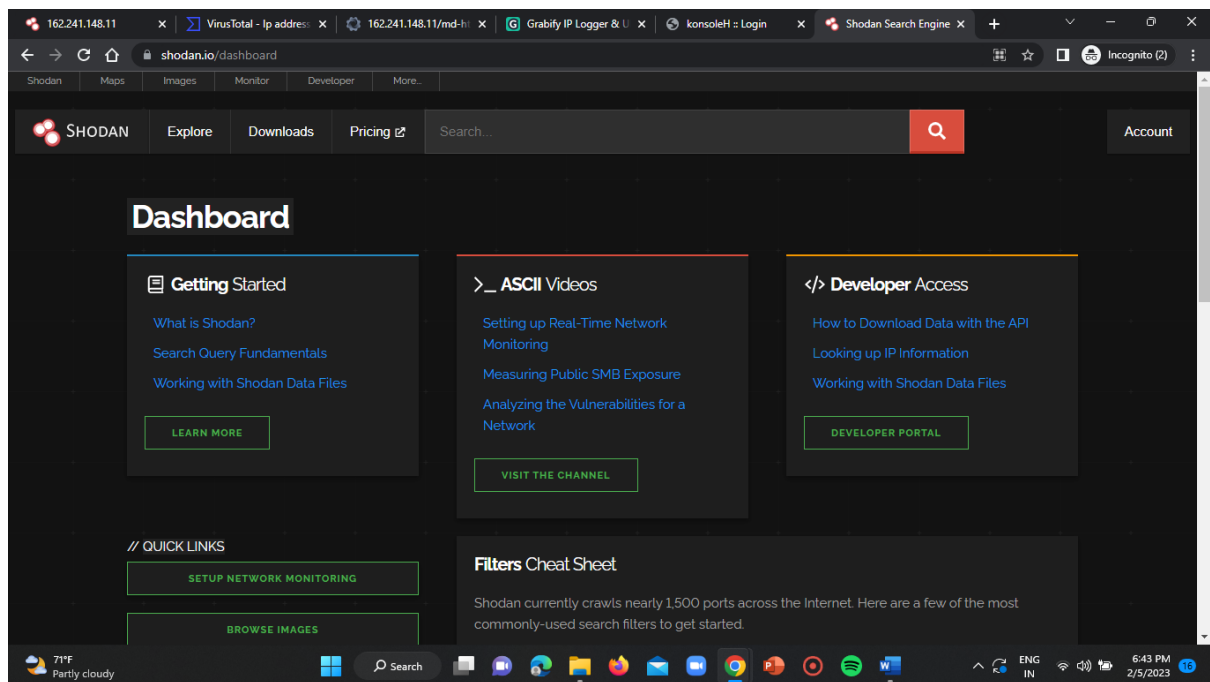 162.241.148.11
VirusTotal - Ip address
162.241.148.11/md-ht
Grabify IP Logger & U
konsoleH :: Login
Shodan Search Engine
shodan.io/dashboard
Incognito (2)
Shodan Maps Images Monitor Developer More...
SHODAN Explore Downloads Pricing Search... Account
Dashboard
Getting Started
What is Shodan?
Search Query Fundamentals
Working with Shodan Data Files
LEARN MORE
>_ ASCII Videos
Setting up Real-Time Network
Monitoring
Measuring Public SMB Exposure
Analyzing the Vulnerabilities for a
Network
VISIT THE CHANNEL
</> Developer Access
How to Download Data with the API
Looking up IP Information
Working with Shodan Data Files
DEVELOPER PORTAL
// QUICK LINKS
SETUP NETWORK MONITORING
BROWSE IMAGES
Filters Cheat Sheet
Shodan currently crawls nearly 1,500 ports across the Internet. Here are a few of the most
commonly-used search filters to get started.
71°F
Partly cloudy
Search
ENG
IN
6:43 PM
2/5/2023
16